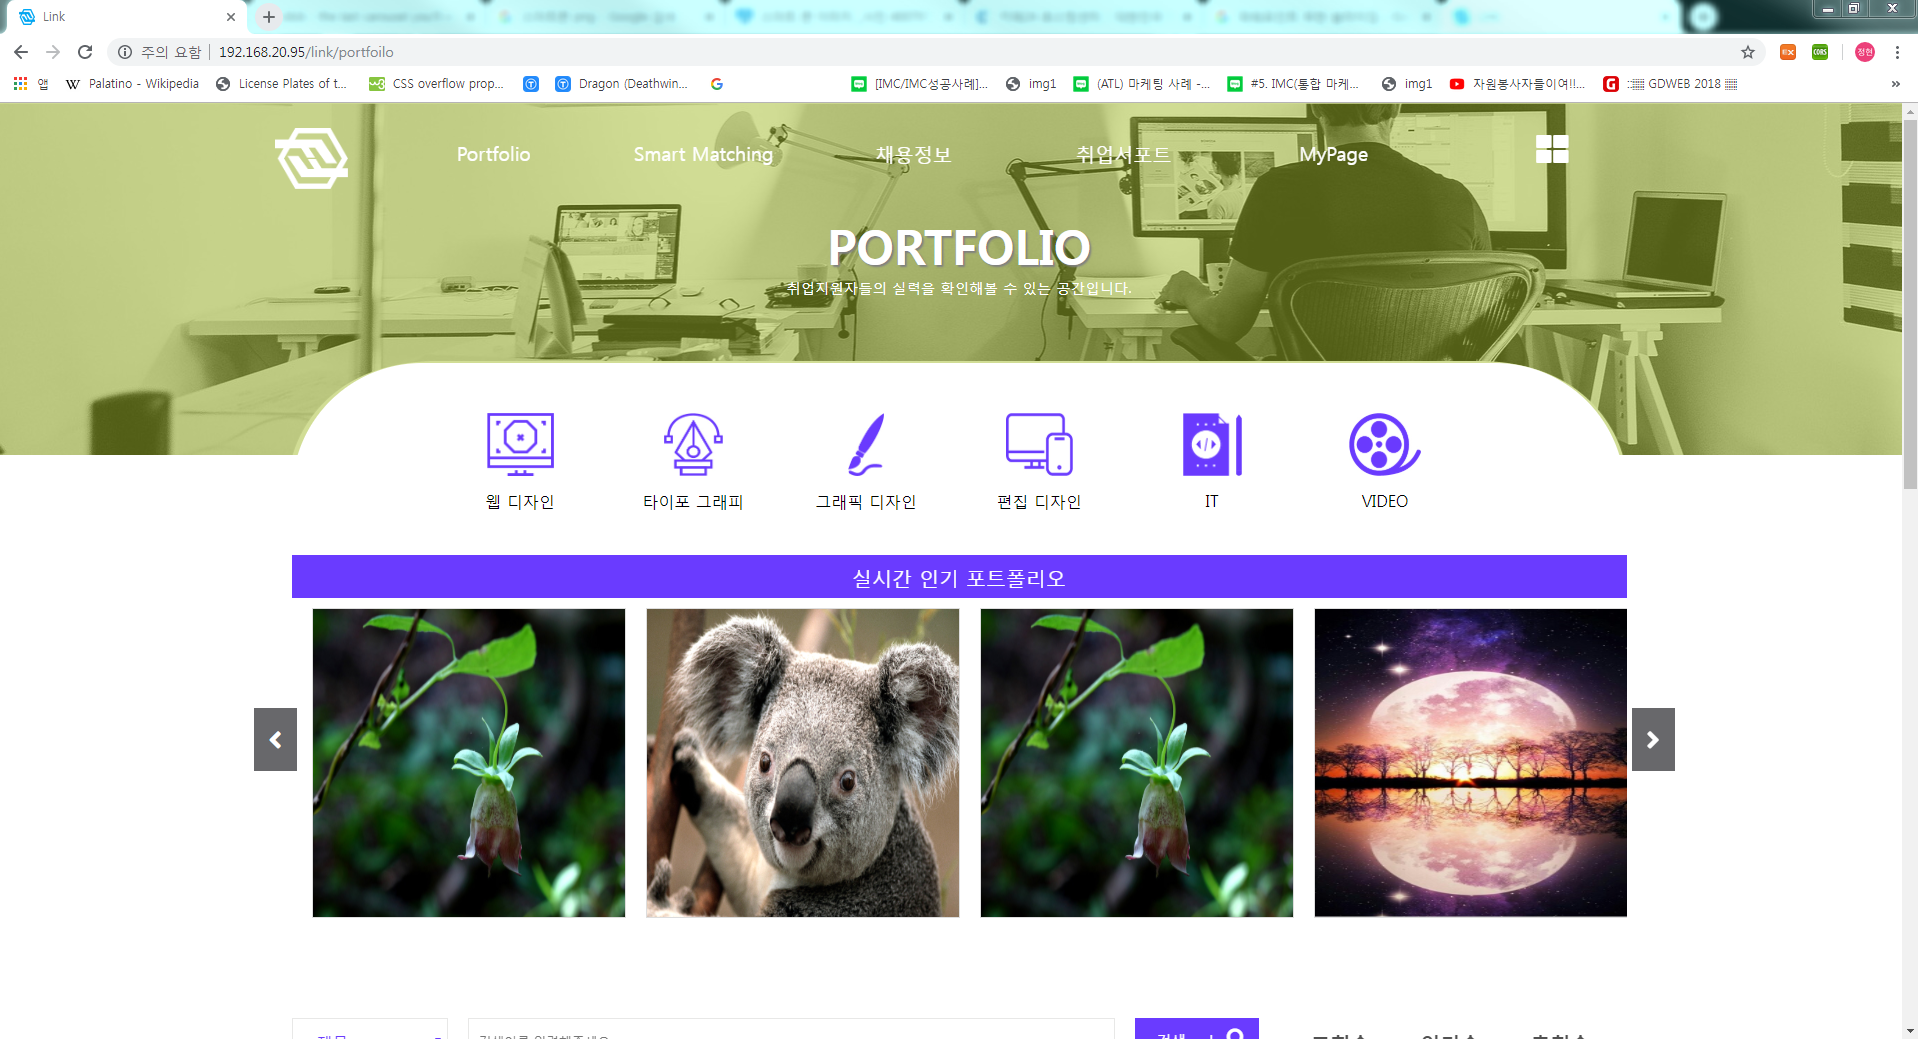 Link
주의 요함 192.168.20.95/link/portfoilo
정현
앱 Palatino - Wikipedia License Plates of t... CSS overflow prop... Dragon (Deathwin... [IMC/IMC성공사례]... img1 (ATL) 마케팅 사례 -... #5. IMC(통합 마케... img1 자원봉사자들이여!!... GDWEB 2018 »
Portfolio Smart Matching 채용정보 취업서포트 MyPage
PORTFOLIO
취업지원자들의 실력을 확인해볼 수 있는 공간입니다.
웹 디자인 타이포 그래피 그래픽 디자인 편집 디자인 IT VIDEO
실시간 인기 포트폴리오